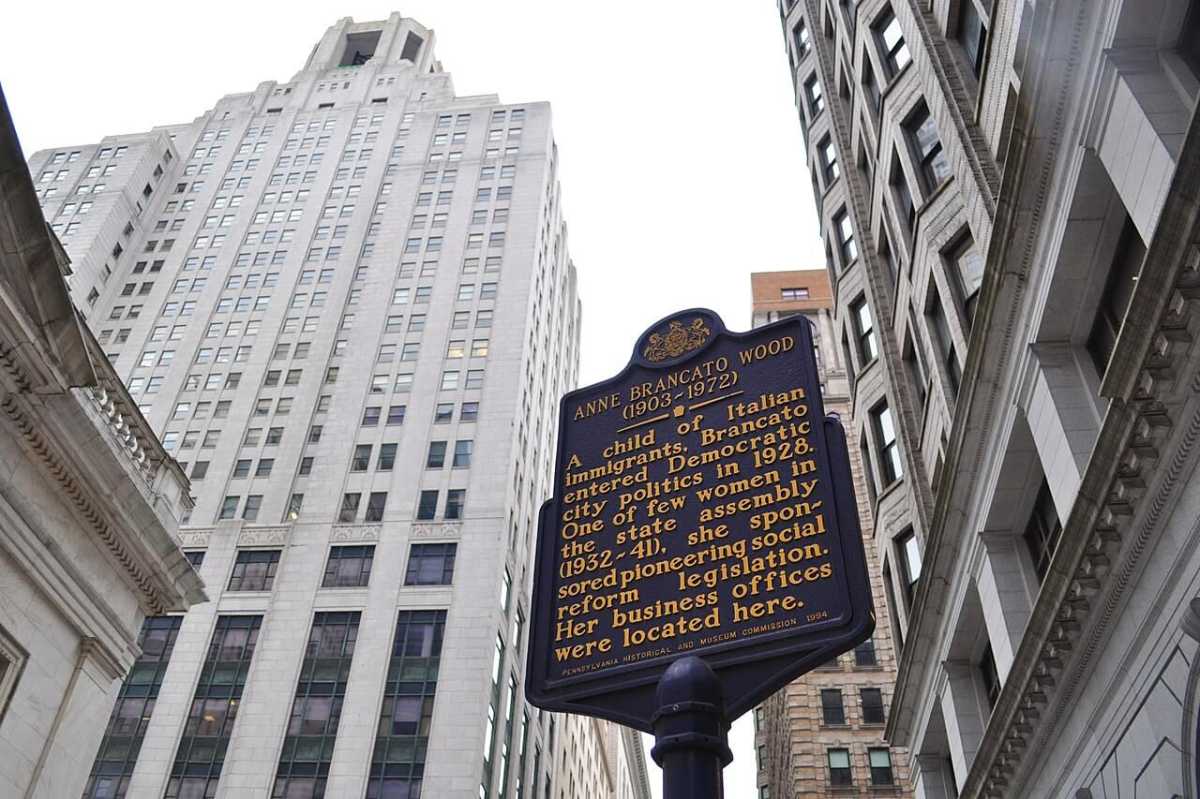 ANNE BRANCATO WOOD
(1903~1972)
A child of Italian
immigrants, Brancato
entered Democratic
city politics in 1928.
One of few women in
the state assembly
(1932~41), she spon-
sored pioneering social
reform legislation.
Her business offices
were located here.
PENNSYLVANIA HISTORICAL AND MUSEUM COMMISSION 1994